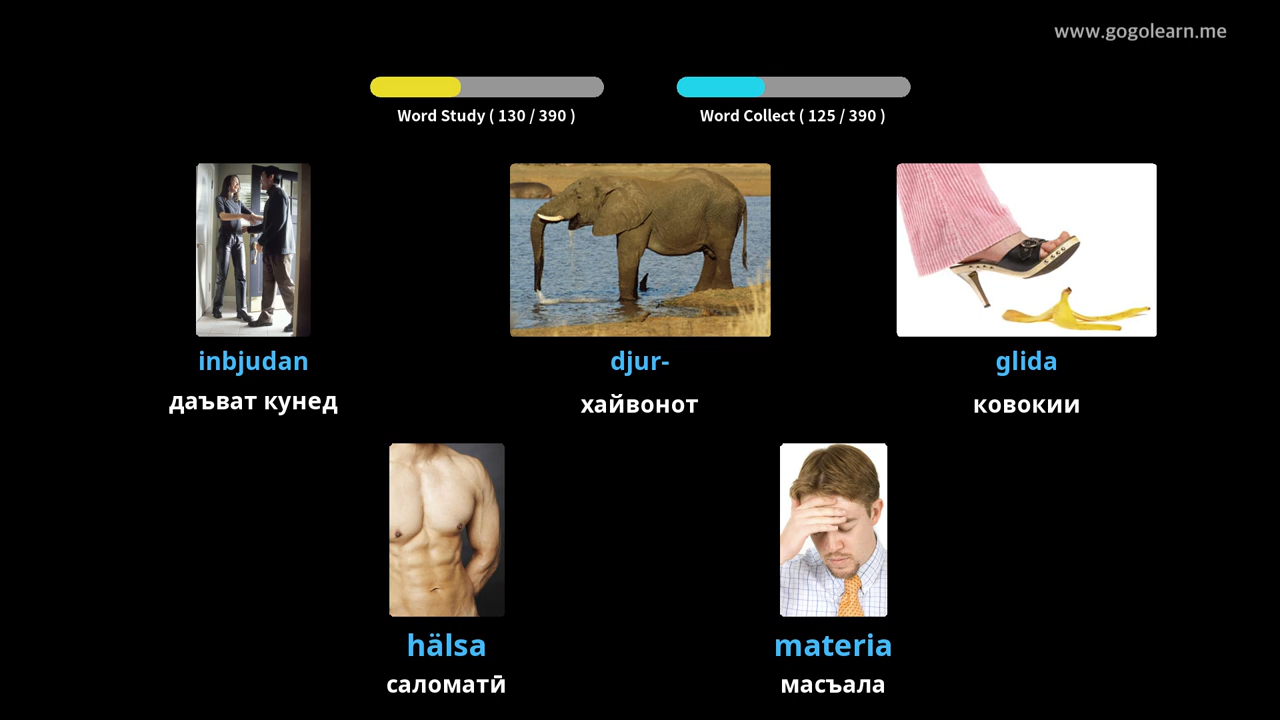 www.gogolearn.me
Word Study ( 130 / 390 )
Word Collect ( 125 / 390 )
inbjudan
djur-
glida
даъват кунед
хайвонот
ковокии
hälsa
materia
саломатӣ
масъала